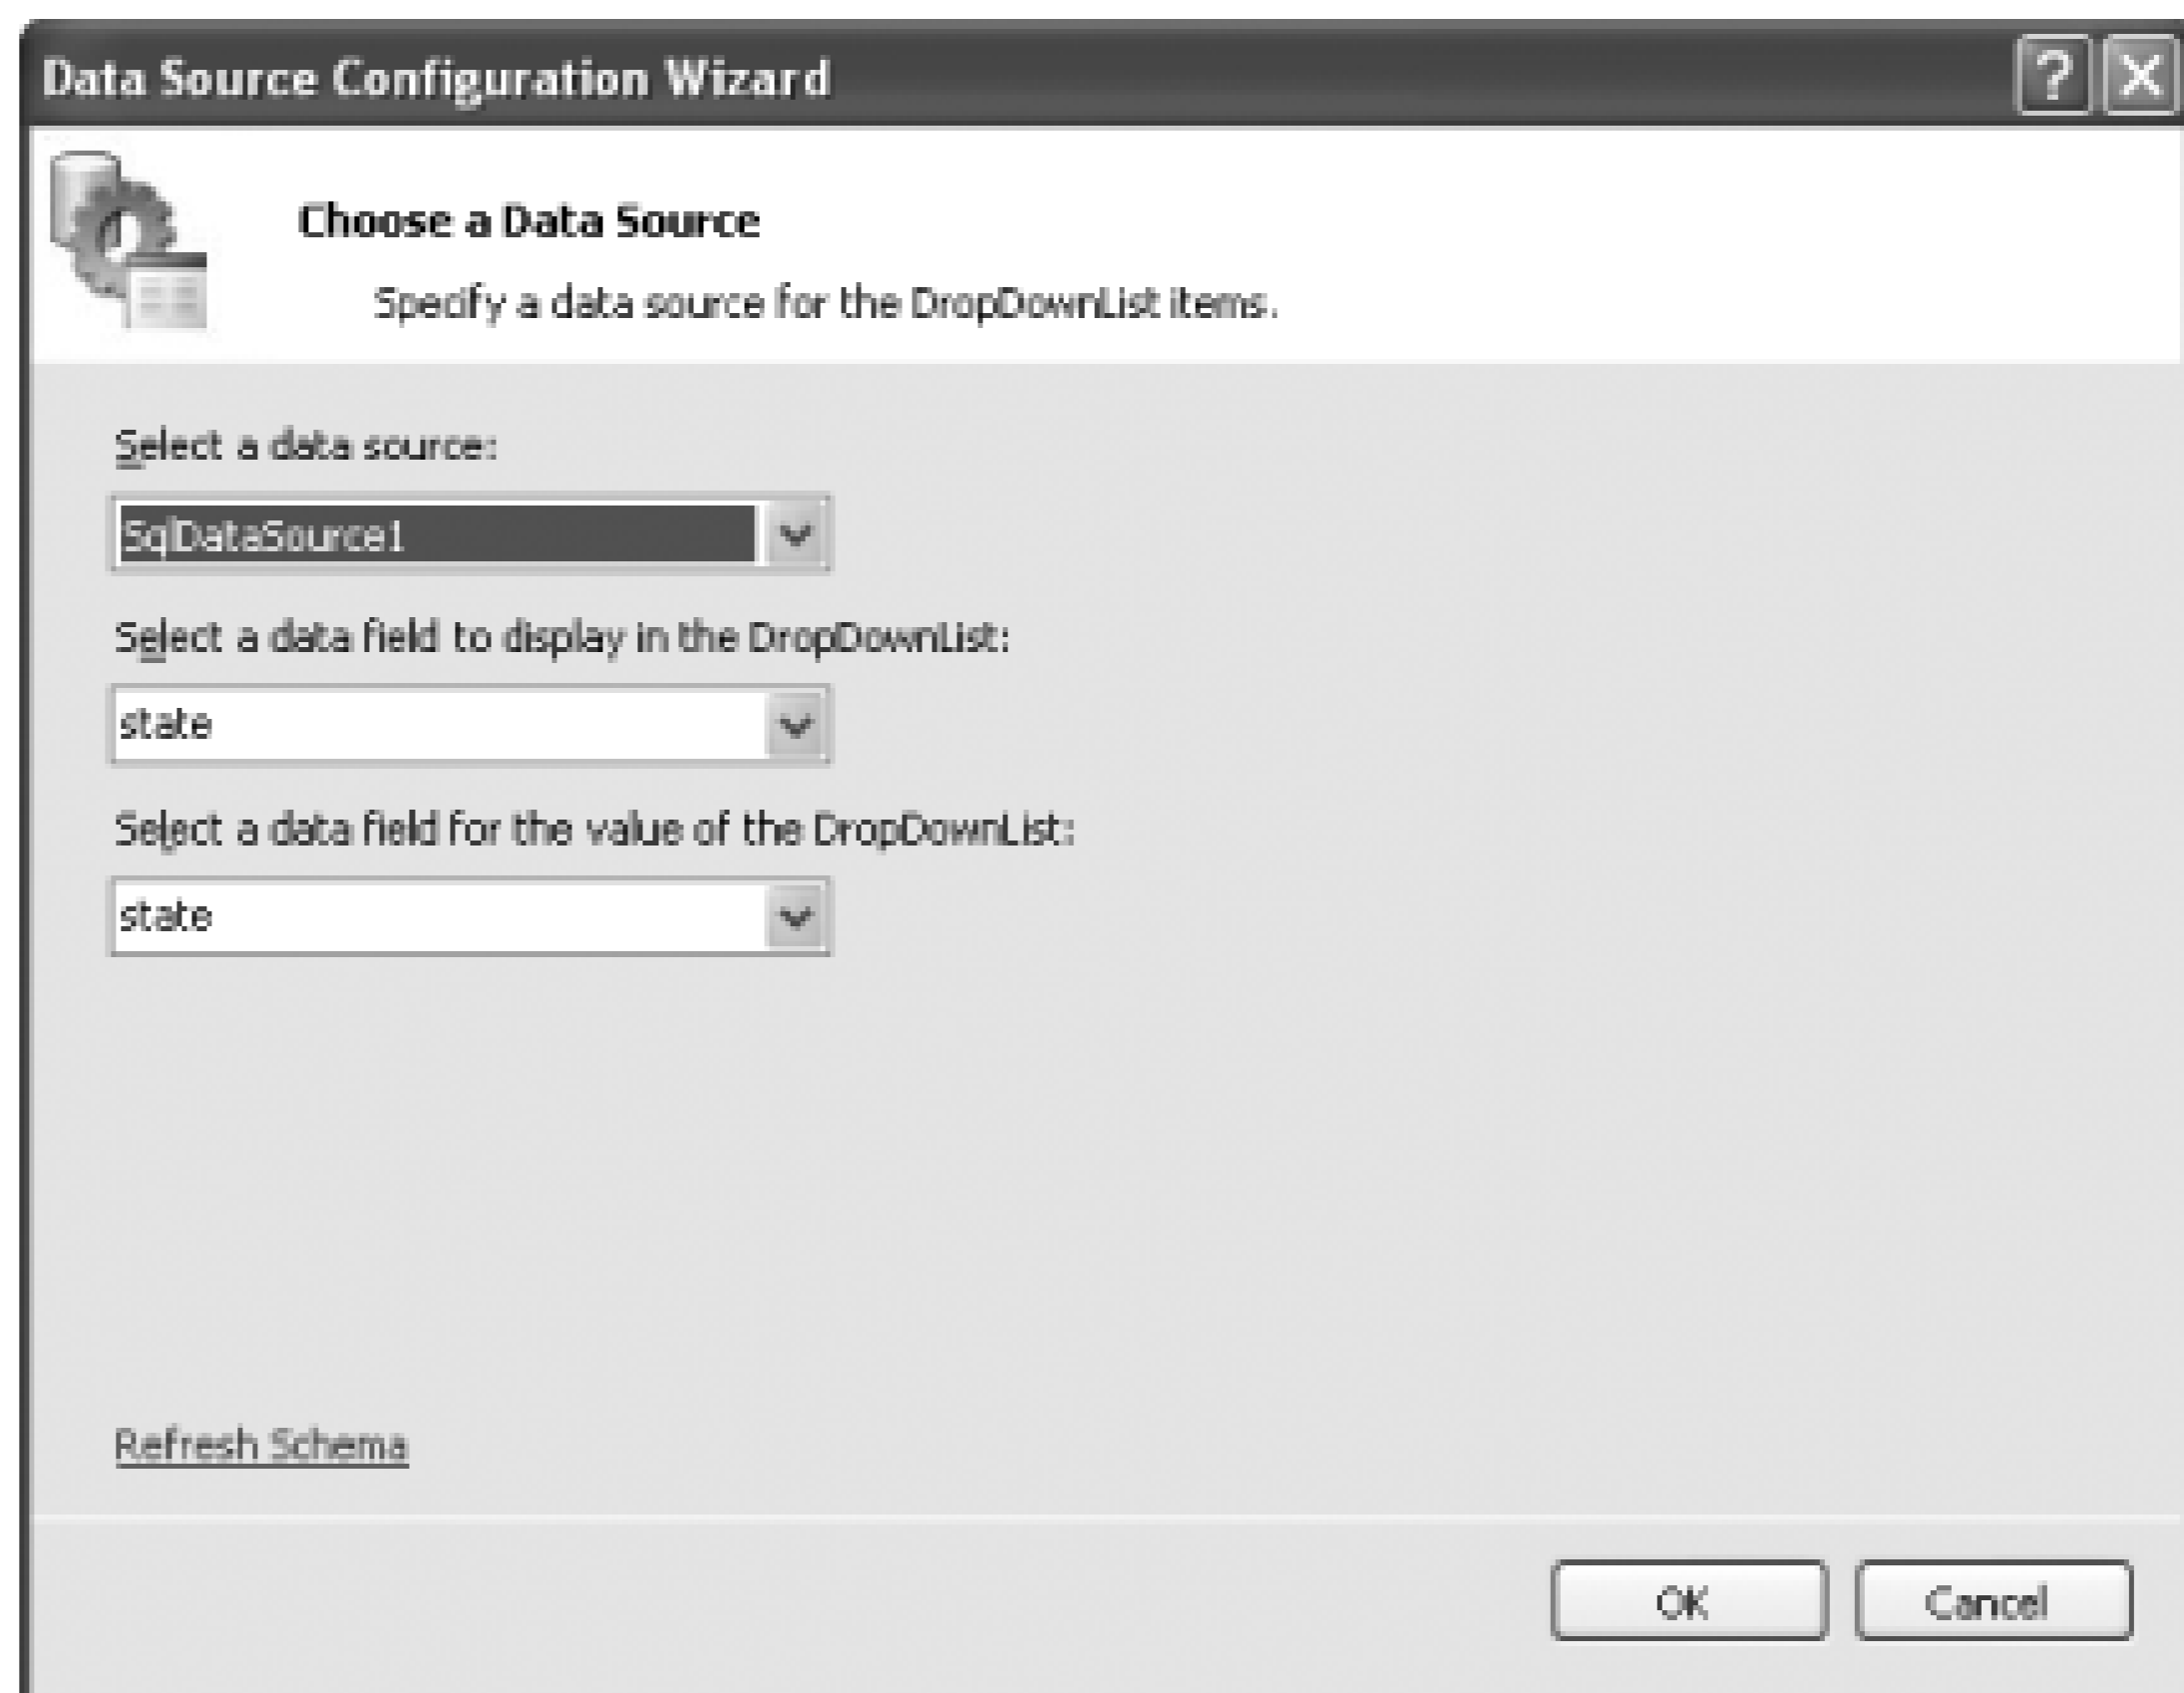 Data Source Configuration Wizard
Choose a Data Source
Specify a data source for the DropDownList items.
Select a data source:
SqlDataSource1
Select a data field to display in the DropDownList:
state
Select a data field for the value of the DropDownList:
state
Refresh Schema
OK Cancel